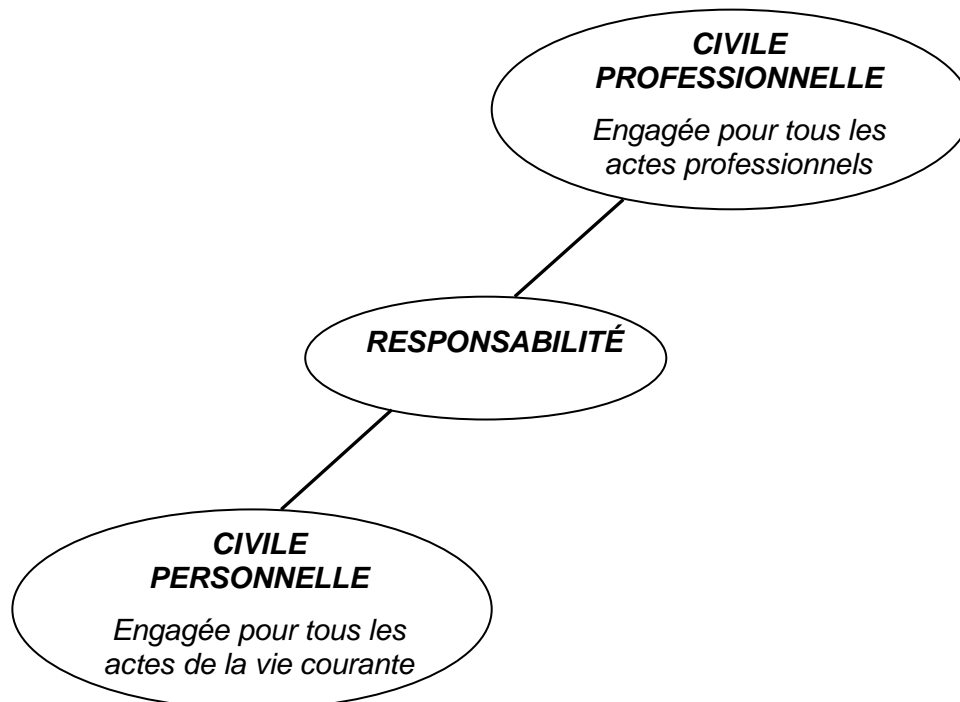 CIVILE
PROFESSIONNELLE
Engagée pour tous les
actes professionnels
RESPONSABILITÉ
CIVILE
PERSONNELLE
Engagée pour tous les
actes de la vie courante